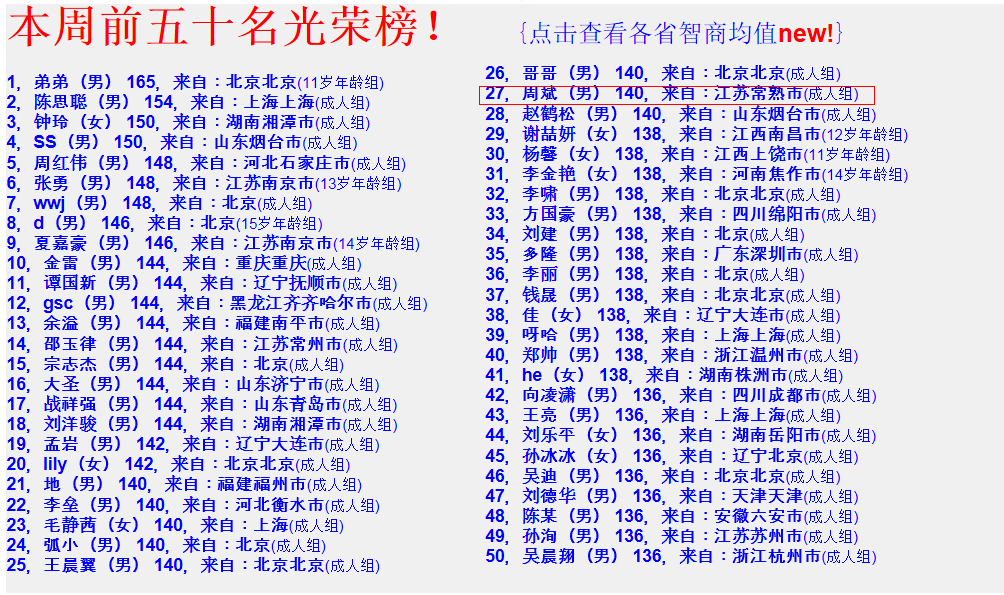 本周前五十名光荣榜！
{点击查看各省智商均值new!}
1，弟弟（男） 165，来自：北京北京(11岁年龄组)
2，陈思聪（男） 154，来自：上海上海(成人组)
3，钟玲（女） 150，来自：湖南湘潭市(成人组)
4，SS（男） 150，来自：山东烟台市(成人组)
5，周红伟（男） 148，来自：河北石家庄市(成人组)
6，张勇（男） 148，来自：江苏南京市(13岁年龄组)
7，wwj（男） 148，来自：北京(成人组)
8，d（男） 146，来自：北京(15岁年龄组)
9，夏嘉豪（男） 146，来自：江苏南京市(14岁年龄组)
10，金雷（男） 144，来自：重庆重庆(成人组)
11，谭国新（男） 144，来自：辽宁抚顺市(成人组)
12，gsc（男） 144，来自：黑龙江齐齐哈尔市(成人组)
13，余溢（男） 144，来自：福建南平市(成人组)
14，邵玉律（男） 144，来自：江苏常州市(成人组)
15，宗志杰（男） 144，来自：北京(成人组)
16，大圣（男） 144，来自：山东济宁市(成人组)
17，战祥强（男） 144，来自：山东青岛市(成人组)
18，刘洋骏（男） 144，来自：湖南湘潭市(成人组)
19，孟岩（男） 142，来自：辽宁大连市(成人组)
20，lily（女） 142，来自：北京北京(成人组)
21，地（男） 140，来自：福建福州市(成人组)
22，李垒（男） 140，来自：河北衡水市(成人组)
23，毛静茜（女） 140，来自：上海(成人组)
24，弧小（男） 140，来自：北京(成人组)
25，王晨翼（男） 140，来自：北京北京(成人组)
26，哥哥（男） 140，来自：北京北京(成人组)
27，周斌（男） 140，来自：江苏常熟市(成人组)
28，赵鹤松（男） 140，来自：山东烟台市(成人组)
29，谢喆妍（女） 138，来自：江西南昌市(12岁年龄组)
30，杨馨（女） 138，来自：江西上饶市(11岁年龄组)
31，李金艳（女） 138，来自：河南焦作市(14岁年龄组)
32，李啸（男） 138，来自：北京北京(成人组)
33，方国豪（男） 138，来自：四川绵阳市(成人组)
34，刘建（男） 138，来自：北京(成人组)
35，多隆（男） 138，来自：广东深圳市(成人组)
36，李丽（男） 138，来自：北京(成人组)
37，钱晟（男） 138，来自：北京北京(成人组)
38，佳（女） 138，来自：辽宁大连市(成人组)
39，呀哈（男） 138，来自：上海上海(成人组)
40，郑帅（男） 138，来自：浙江温州市(成人组)
41，he（女） 138，来自：湖南株洲市(成人组)
42，向凌潇（男） 136，来自：四川成都市(成人组)
43，王亮（男） 136，来自：上海上海(成人组)
44，刘乐平（女） 136，来自：湖南岳阳市(成人组)
45，孙冰冰（女） 136，来自：辽宁北京(成人组)
46，吴迪（男） 136，来自：北京北京(成人组)
47，刘德华（男） 136，来自：天津天津(成人组)
48，陈某（男） 136，来自：安徽六安市(成人组)
49，孙洵（男） 136，来自：江苏苏州市(成人组)
50，吴晨翔（男） 136，来自：浙江杭州市(成人组)